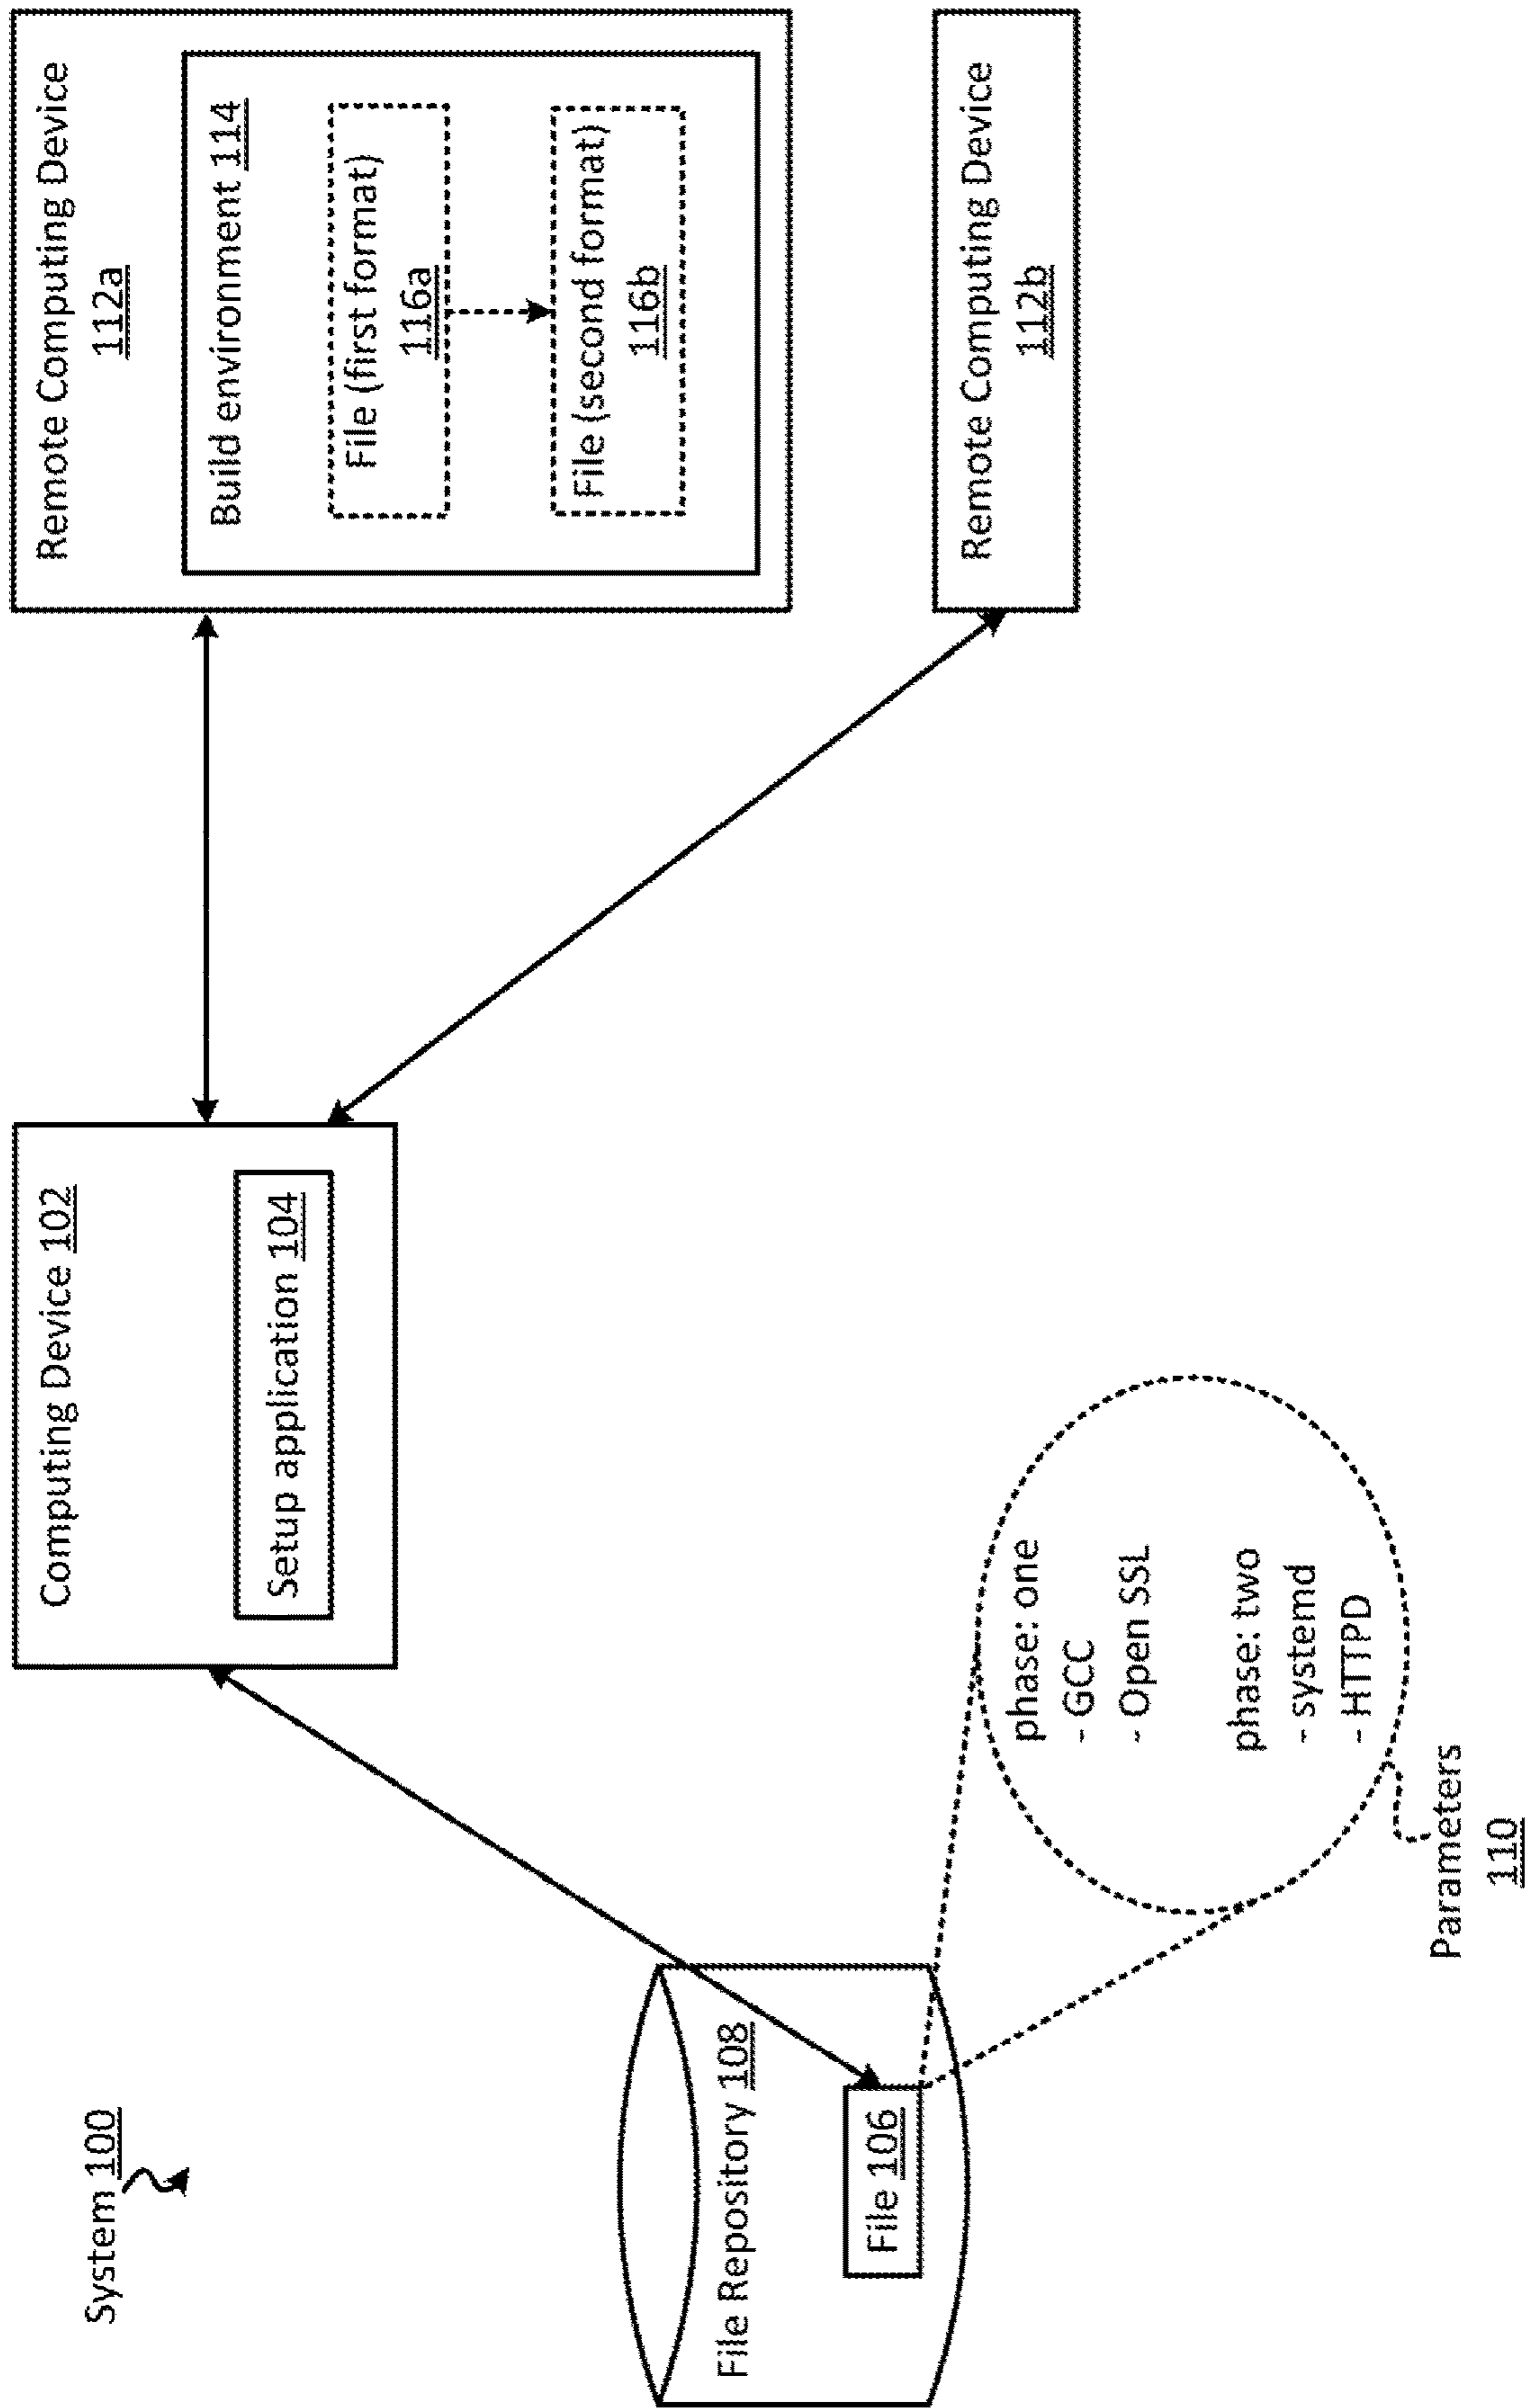 System 100
File Repository 108
File 106
Computing Device 102
Setup application 104
phase: one
- GCC
- Open SSL
phase: two
- systemd
- HTTPD
Parameters
110
Remote Computing Device
112a
Build environment 114
File (first format)
116a
File (second format)
116b
Remote Computing Device
112b